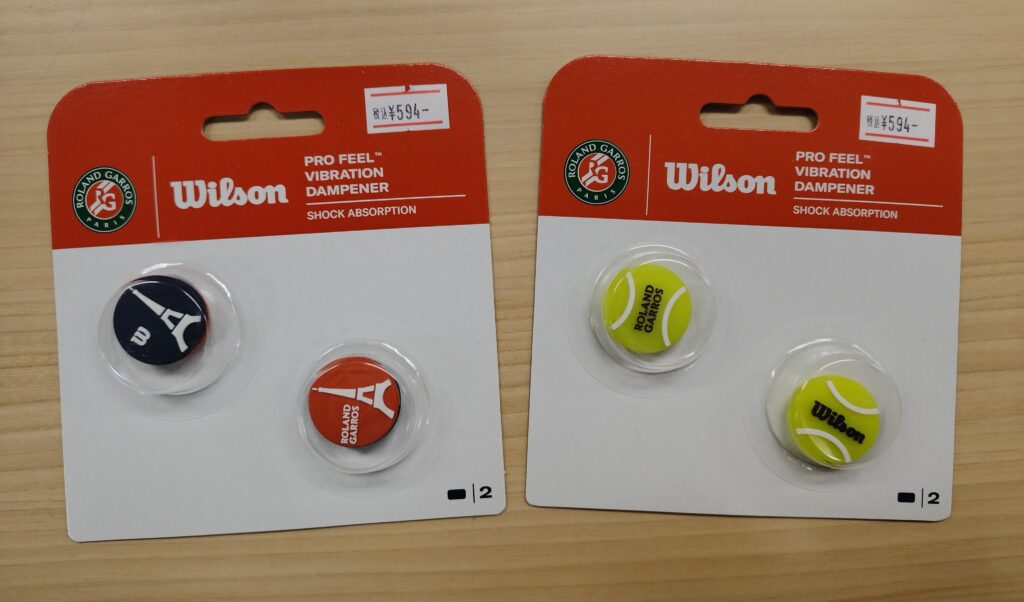 税込¥594-
ROLAND GARROS
RG
PARIS
Wilson
PRO FEEL™
VIBRATION
DAMPENER
SHOCK ABSORPTION
W
ROLAND
GARROS
2
税込¥594-
ROLAND GARROS
RG
PARIS
Wilson
PRO FEEL™
VIBRATION
DAMPENER
SHOCK ABSORPTION
ROLAND
GARROS
Wilson
2